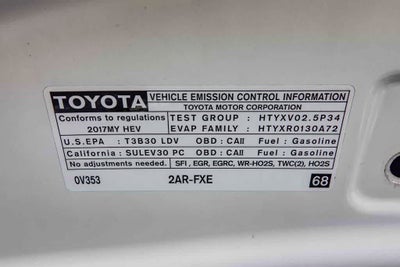 TOYOTA VEHICLE EMISSION CONTROL INFORMATION
TOYOTA MOTOR CORPORATION
Conforms to regulations TEST GROUP : HTYXV02.5P34
2017MY HEV EVAP FAMILY : HTYXR0130A72
U.S.EPA : T3B30 LDV OBD : CAII Fuel : Gasoline
California : SULEV30 PC OBD : CAII Fuel : Gasoline
No adjustments needed. SFI , EGR, EGRC, WR-HO2S, TWC(2), HO2S
0V353 2AR-FXE 68